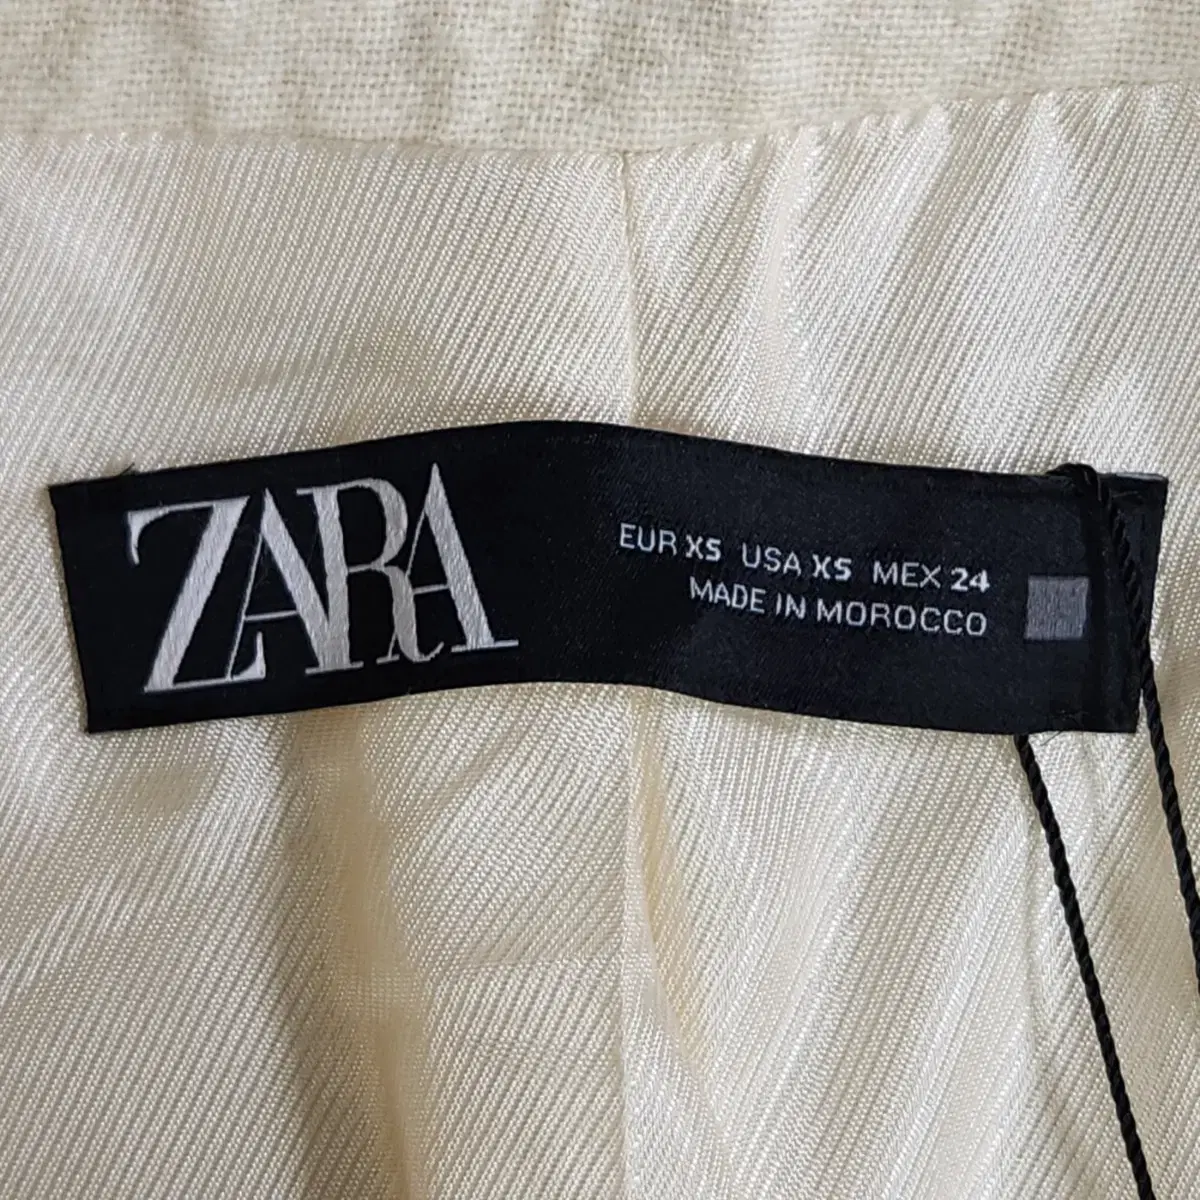 ZARA
EUR XS USA XS MEX 24
MADE IN MOROCCO